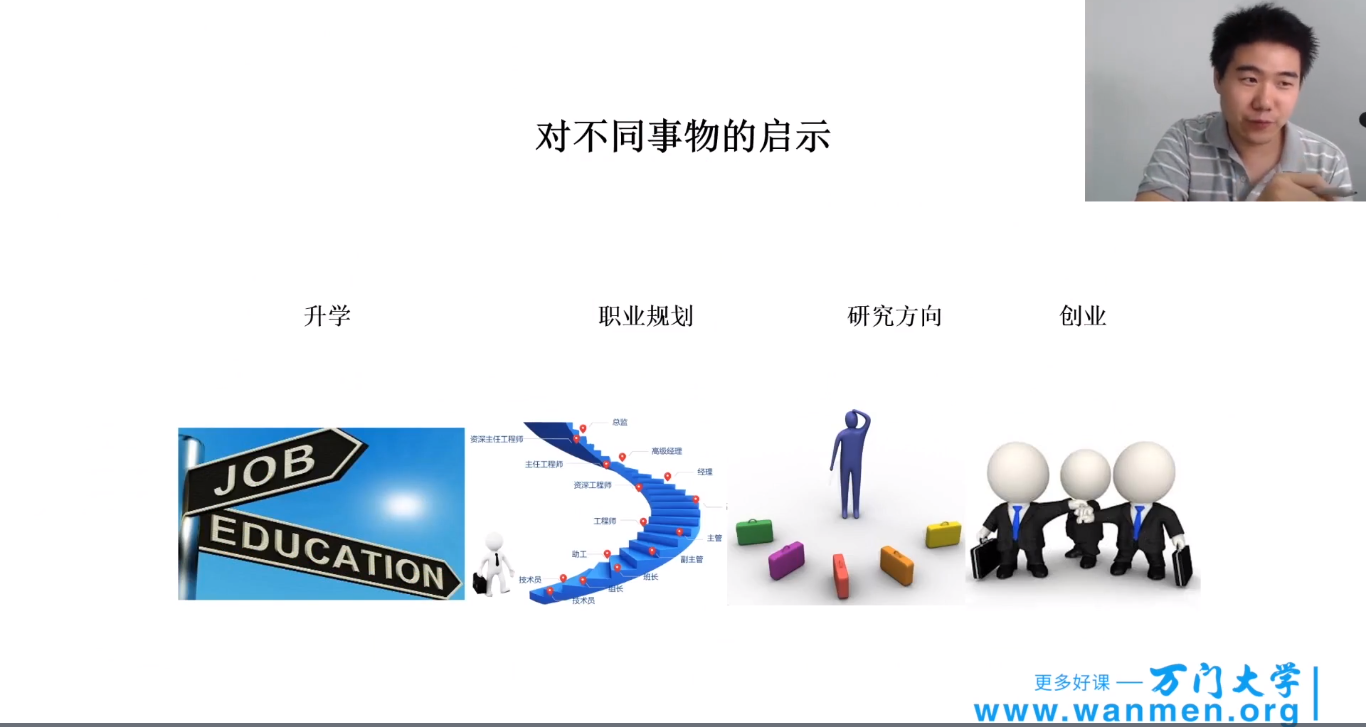 对不同事物的启示
升学
职业规划
研究方向
创业
JOB
EDUCATION
总监
资深主任工程师
高级经理
主任工程师
经理
资深工程师
工程师
主管
助工
副主管
技术员
班长
组长
技术员
更多好课 — 万门大学
www.wanmen.org